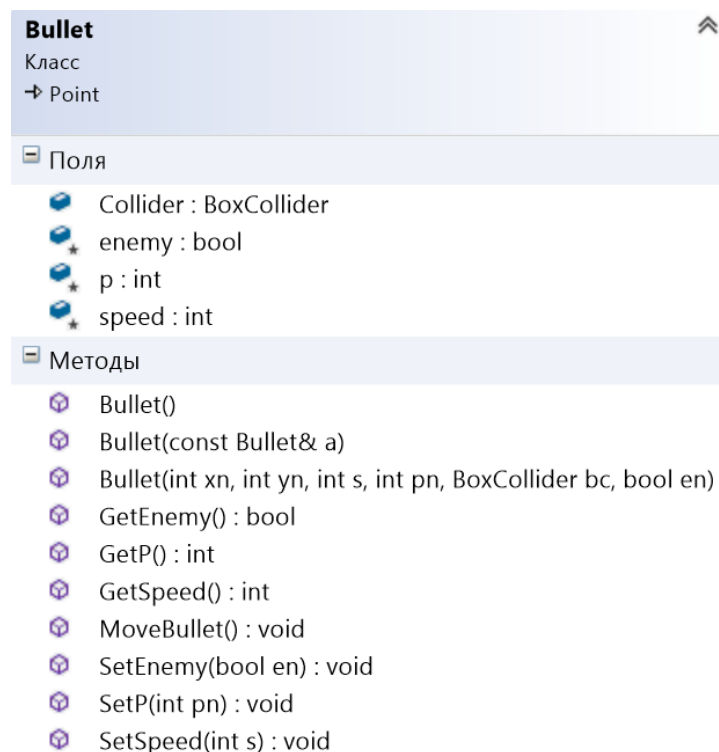 Bullet
Класс
Point
Поля
Collider : BoxCollider
enemy : bool
p : int
speed : int
Методы
Bullet()
Bullet(const Bullet& a)
Bullet(int xn, int yn, int s, int pn, BoxCollider bc, bool en)
GetEnemy() : bool
GetP() : int
GetSpeed() : int
MoveBullet() : void
SetEnemy(bool en) : void
SetP(int pn) : void
SetSpeed(int s) : void